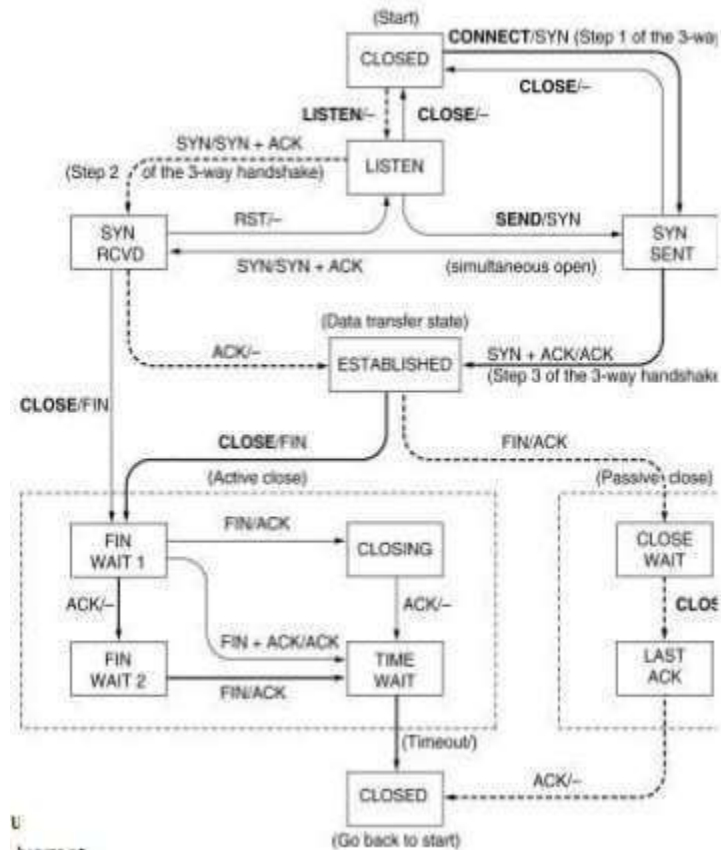 (Start)
CONNECT/SYN (Step 1 of the 3-way
CLOSED
CLOSE/–
LISTEN/–
CLOSE/–
SYN/SYN + ACK
(Step 2 of the 3-way handshake)
LISTEN
RST/–
SEND/SYN
SYN
RCVD
SYN
SENT
SYN/SYN + ACK
(simultaneous open)
(Data transfer state)
ACK/–
ESTABLISHED
SYN + ACK/ACK
(Step 3 of the 3-way handshake
CLOSE/FIN
CLOSE/FIN
FIN/ACK
(Active close)
(Passive close)
FIN/ACK
FIN
WAIT 1
CLOSING
CLOSE
WAIT
ACK/–
ACK/–
CLOS
FIN + ACK/ACK
FIN
WAIT 2
FIN/ACK
TIME
WAIT
LAST
ACK
(Timeout/)
CLOSED
ACK/–
(Go back to start)
U